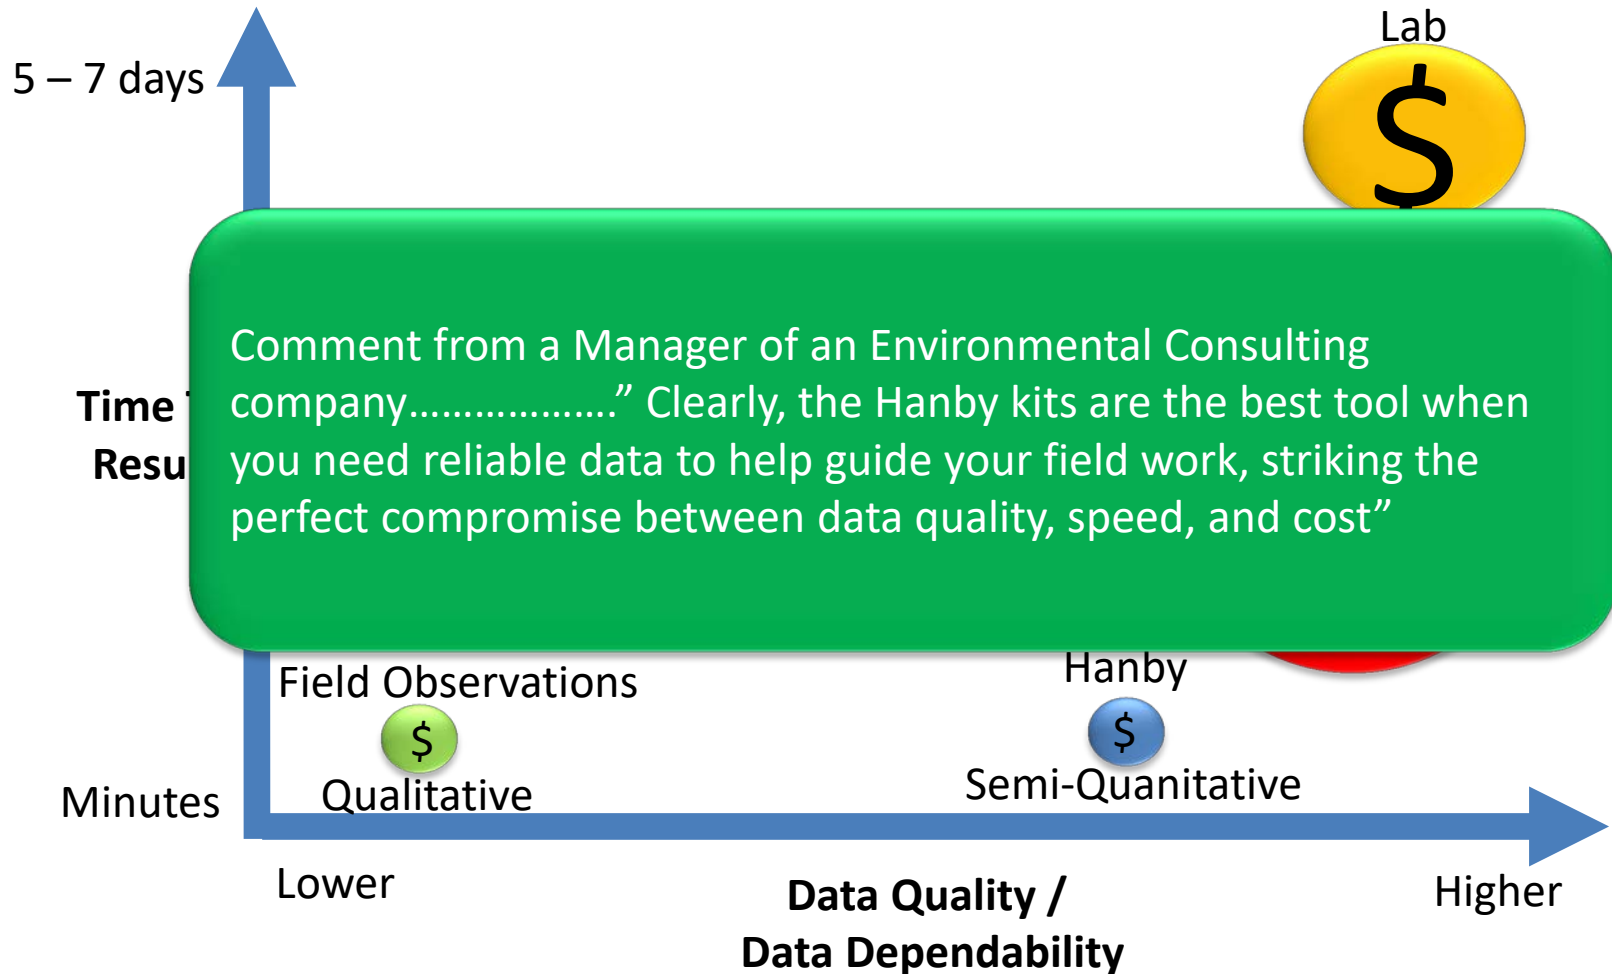 Lab
5 – 7 days
$
Comment from a Manager of an Environmental Consulting
company……………….” Clearly, the Hanby kits are the best tool when
you need reliable data to help guide your field work, striking the
perfect compromise between data quality, speed, and cost”
Time
Field Observations
Hanby
$
$
Qualitative
Semi-Quanitative
Minutes
Lower
Higher
Data Quality /
Data Dependability